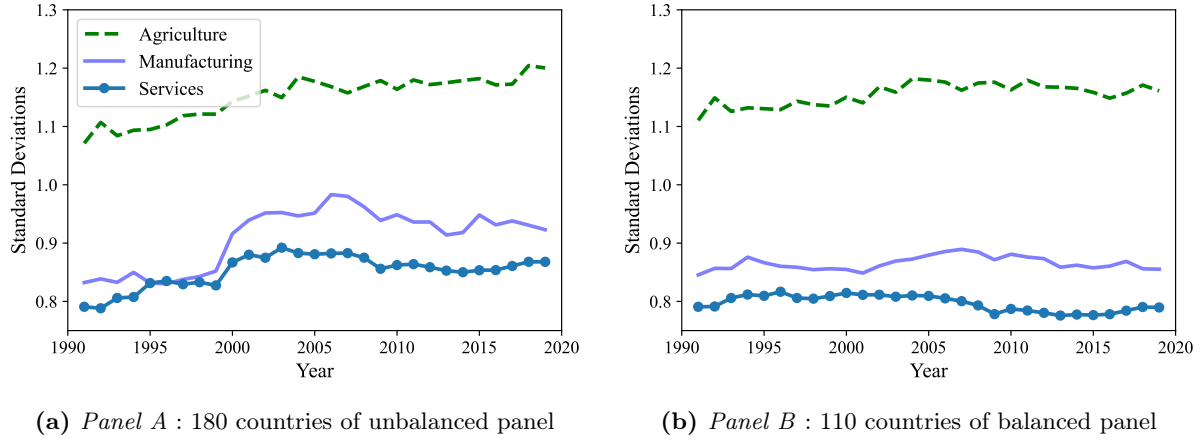 1.3
1.2
1.1
1.0
0.9
0.8
Standard Deviations
Agriculture
Manufacturing
Services
1990
1995
2000
2005
2010
2015
2020
Year
(a) Panel A : 180 countries of unbalanced panel
1.3
1.2
1.1
1.0
0.9
0.8
Standard Deviations
1990
1995
2000
2005
2010
2015
2020
Year
(b) Panel B : 110 countries of balanced panel